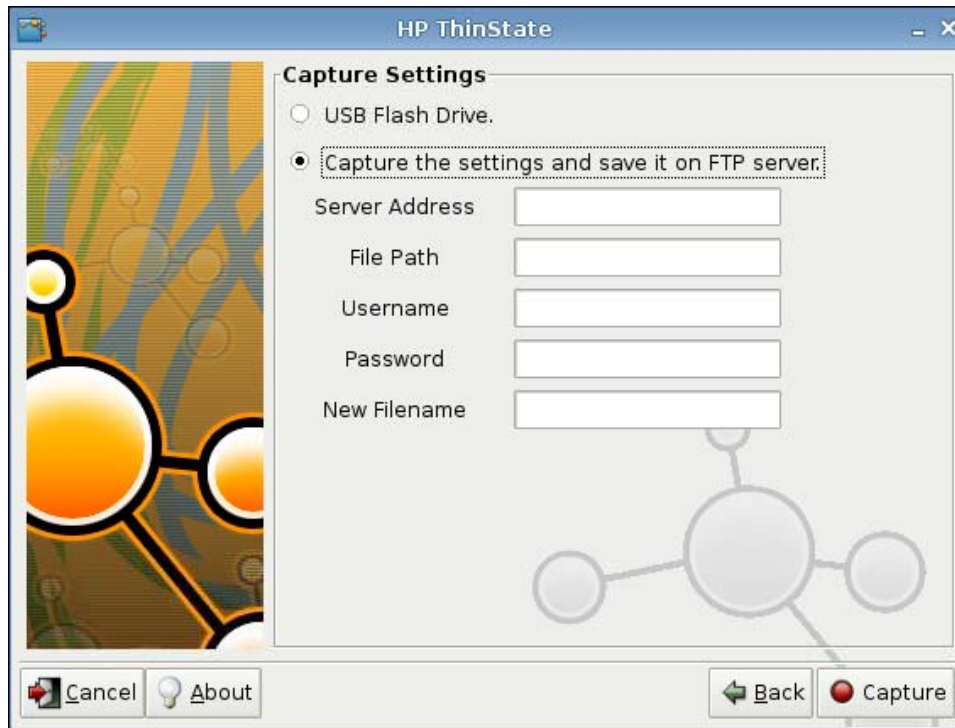 HP ThinState
Capture Settings
USB Flash Drive.
Capture the settings and save it on FTP server.
Server Address
File Path
Username
Password
New Filename
Cancel About Back Capture